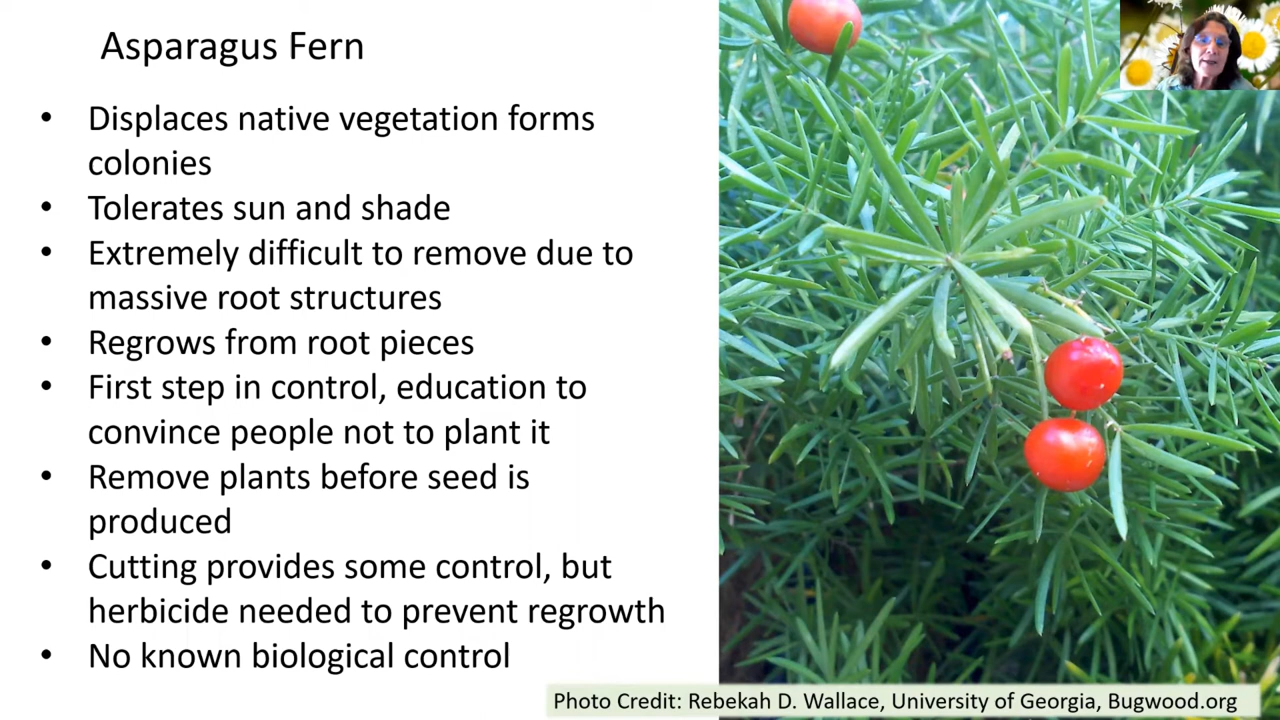 Asparagus Fern
• Displaces native vegetation forms
colonies
• Tolerates sun and shade
• Extremely difficult to remove due to
massive root structures
• Regrows from root pieces
• First step in control, education to
convince people not to plant it
• Remove plants before seed is
produced
• Cutting provides some control, but
herbicide needed to prevent regrowth
• No known biological control
Photo Credit: Rebekah D. Wallace, University of Georgia, Bugwood.org